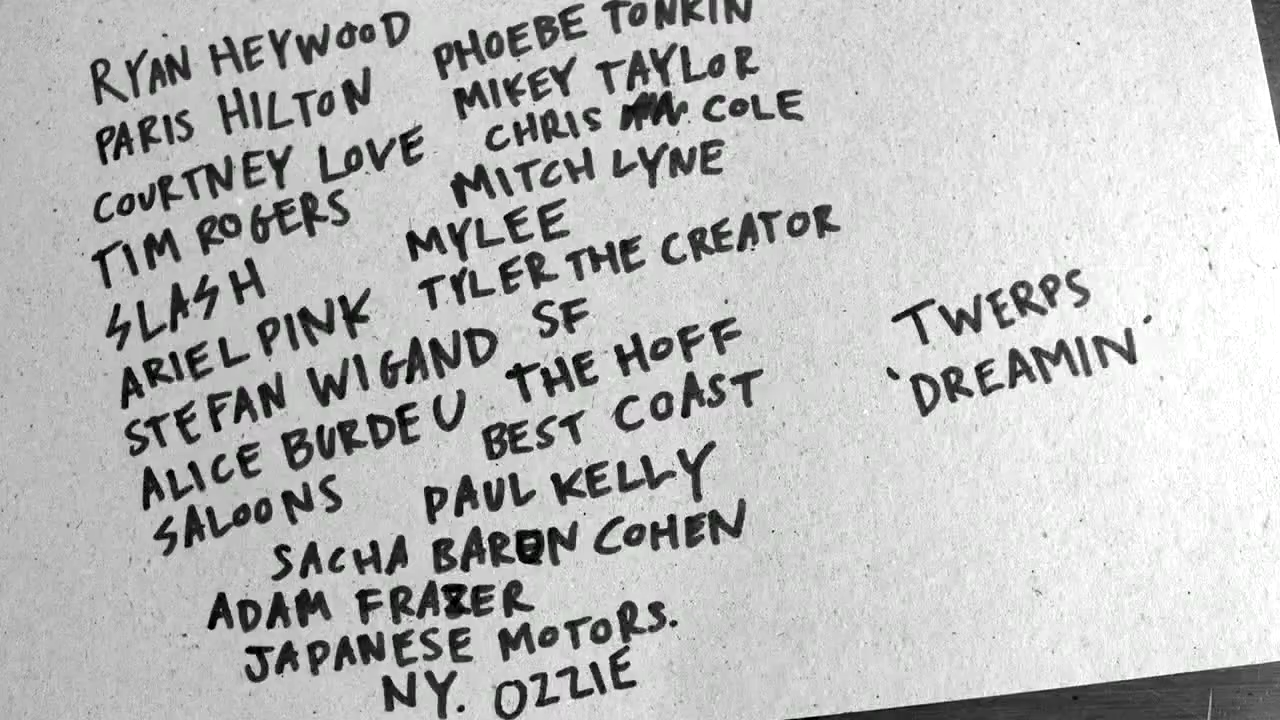 RYAN HEYWOOD PHOEBE TONKIN
PARIS HILTON MIKEY TAYLOR
COURTNEY LOVE CHRIS COLE
TIM ROGERS MITCH LYNE
SLASH MYLEE
ARIEL PINK TYLER THE CREATOR
STEFAN WIGAND SF
ALICE BURDEU THE HOFF
SALOONS BEST COAST
PAUL KELLY
SACHA BARON COHEN
ADAM FRAZER
JAPANESE MOTORS.
NY. OZZIE
TWERPS
'DREAMIN'